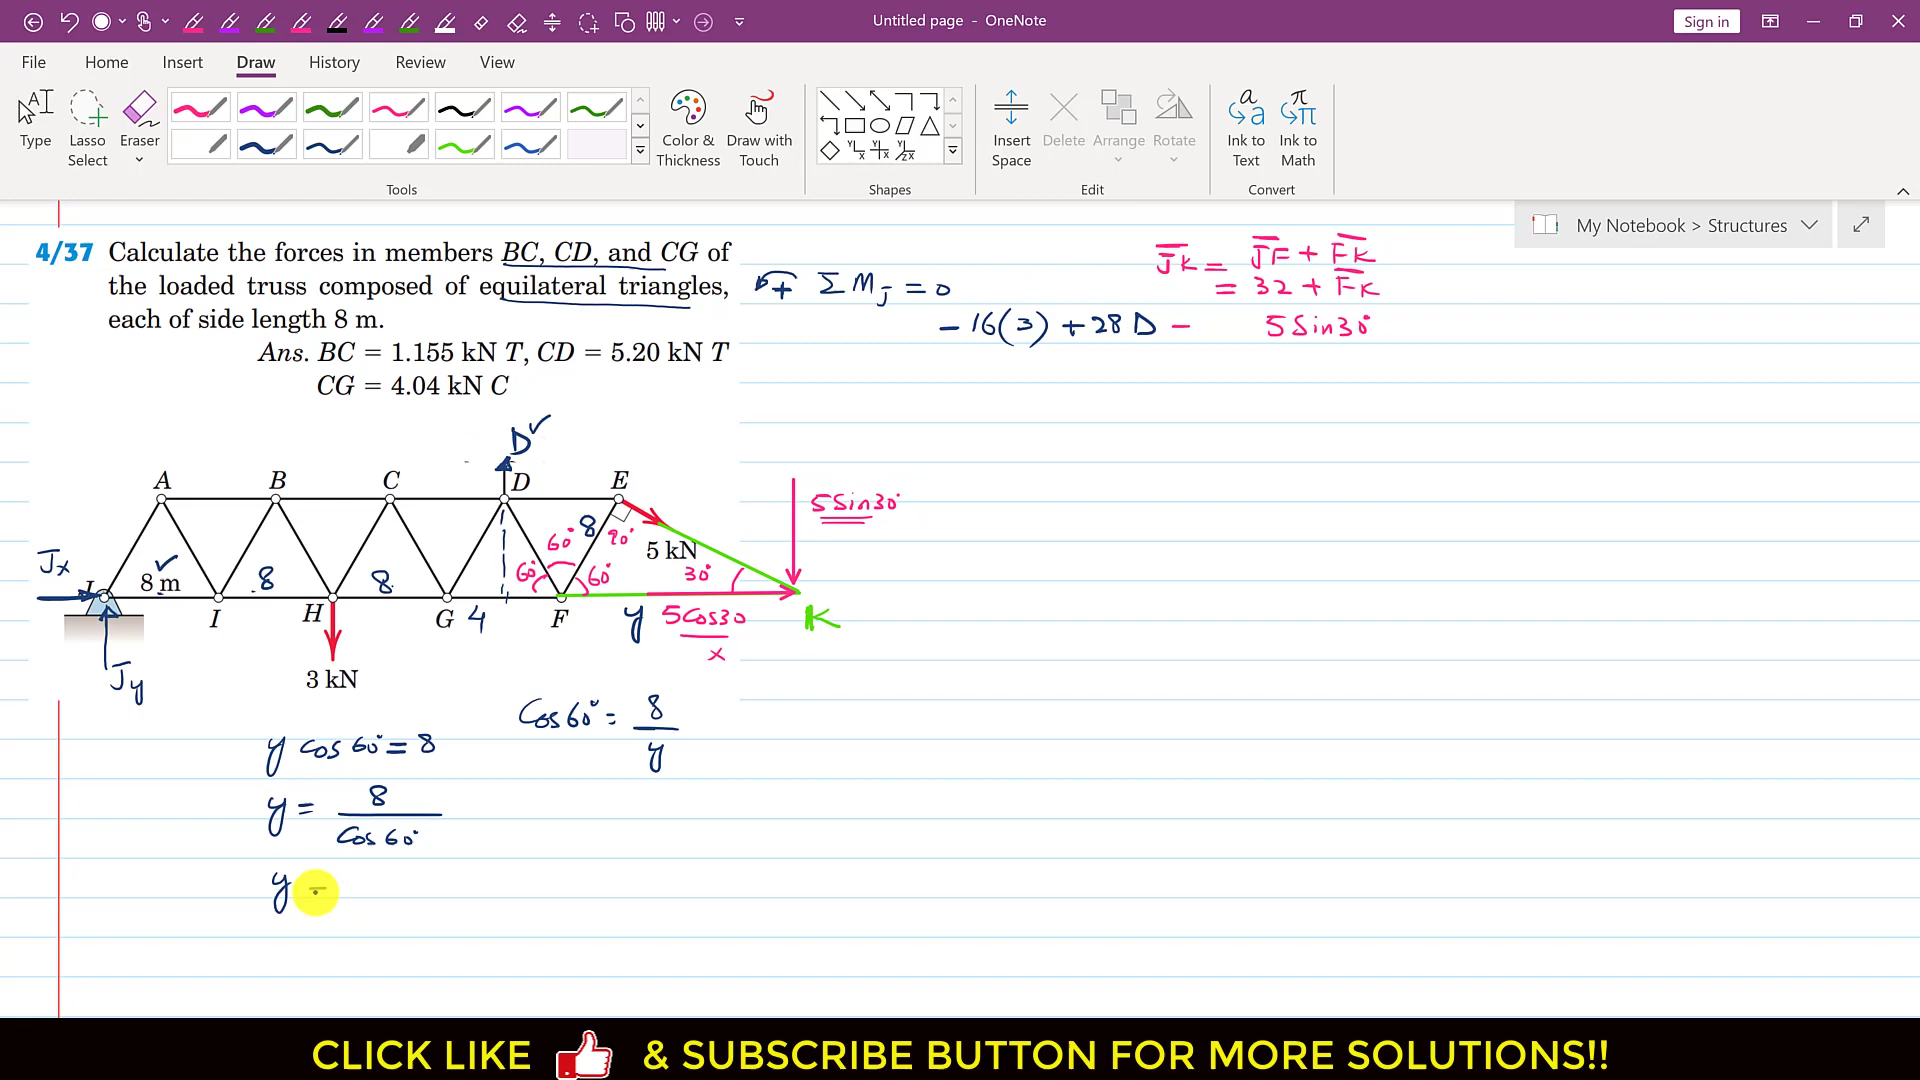 Untitled page - OneNote
Sign in
File Home Insert Draw History Review View
Type
Lasso Select
Eraser
Color & Thickness
Draw with Touch
Insert Space
Delete
Arrange
Rotate
Ink to Text
Ink to Math
Tools
Shapes
Edit
Convert
My Notebook > Structures
4/37 Calculate the forces in members BC, CD, and CG of
the loaded truss composed of equilateral triangles,
each of side length 8 m.
Ans. BC = 1.155 kN T, CD = 5.20 kN T
CG = 4.04 kN C
+ ΣM_J = 0
- 16(3) + 28 D - 5 Sin30°
JK = JF + FK
= 32 + FK
D
A B C D E
5 Sin30°
8 60° 90°
5 kN
Jx
8 m 8 8 60° 60° 30°
I H G 4 F y 5 Cos30 K
x
Jy
3 kN
Cos 60° = 8/y
y cos 60° = 8
y = 8/Cos 60°
y =
CLICK LIKE & SUBSCRIBE BUTTON FOR MORE SOLUTIONS!!